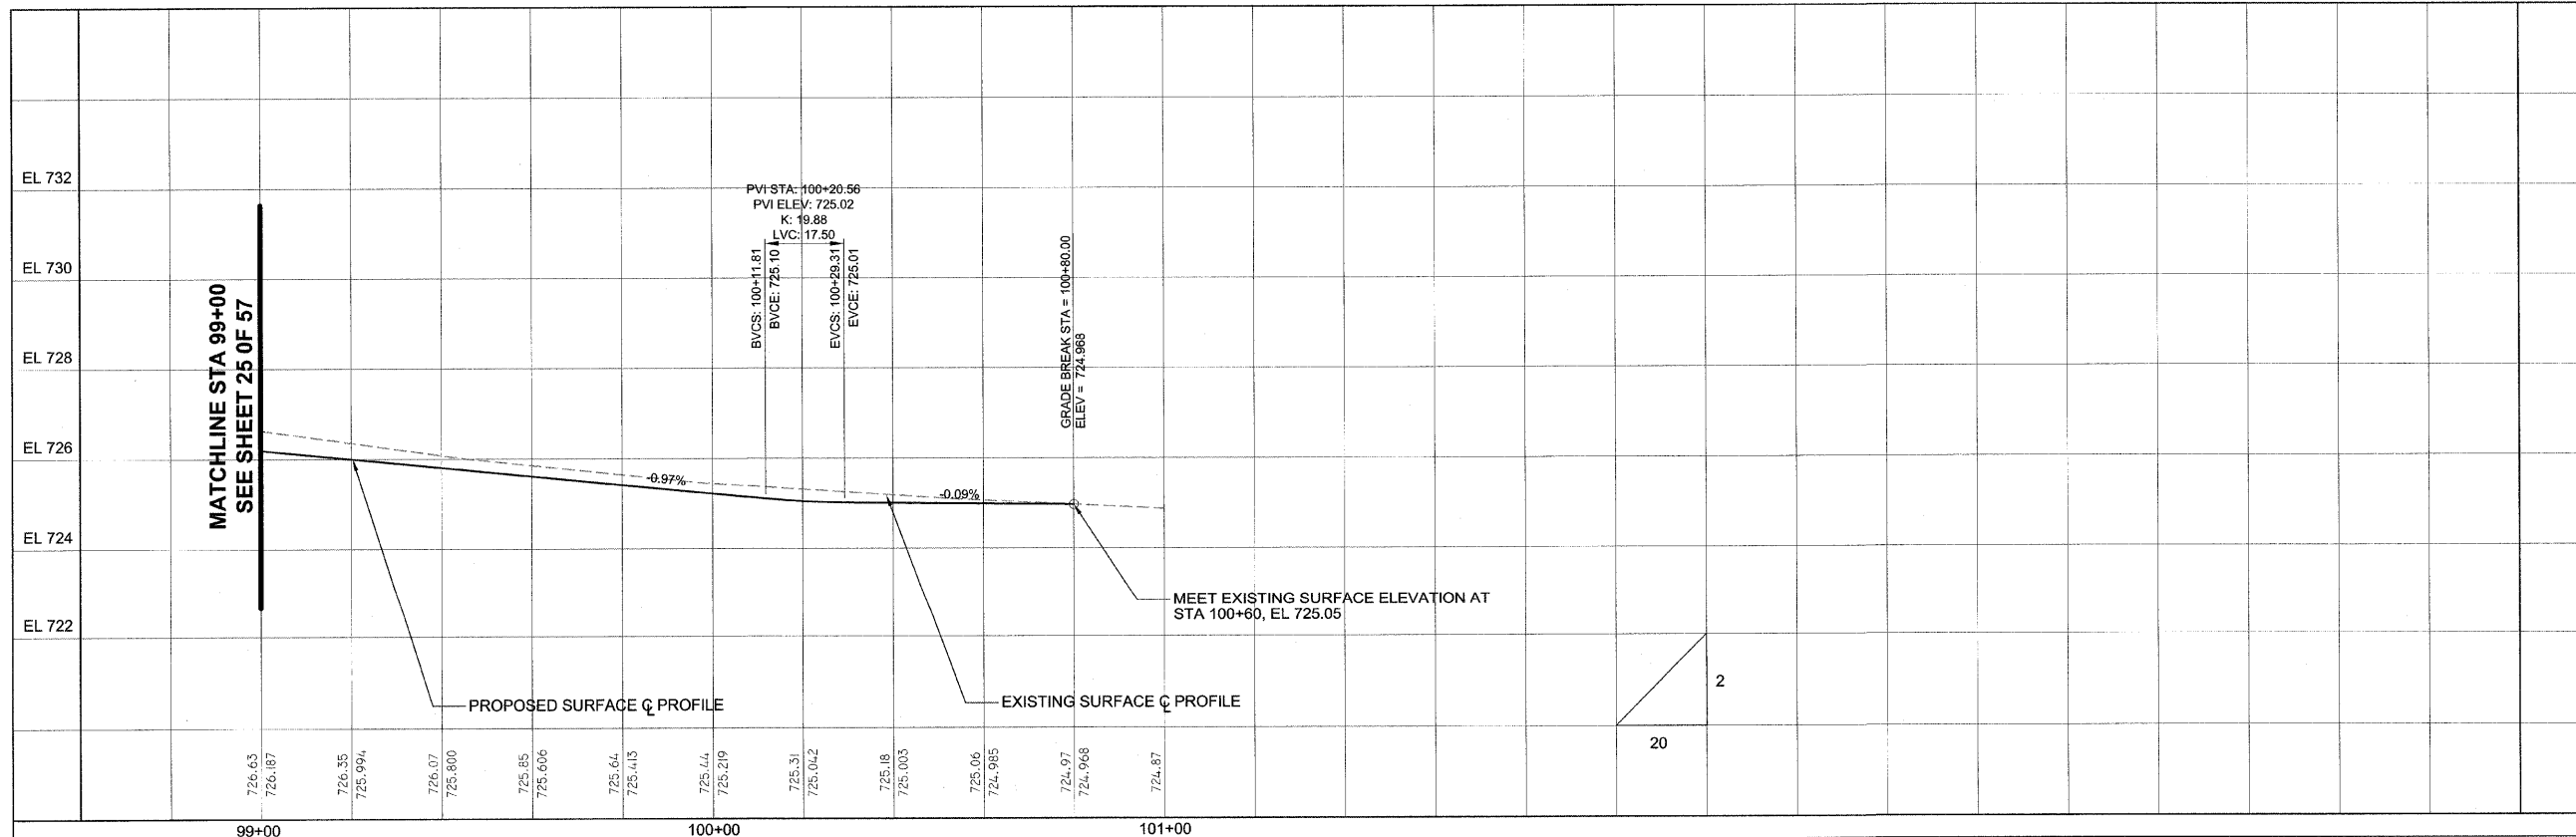 EL 732
EL 730
EL 728
EL 726
EL 724
EL 722
MATCHLINE STA 99+00
SEE SHEET 25 0F 57
PVI STA: 100+20.56
PVI ELEV: 725.02
K: 19.88
LVC: 17.50
BVCS: 100+11.81
BVCE: 725.10
EVCS: 100+29.31
EVCE: 725.01
GRADE BREAK STA = 100+80.00
ELEV = 724.968
-0.97%
-0.09%
MEET EXISTING SURFACE ELEVATION AT
STA 100+60, EL 725.05
PROPOSED SURFACE ℄ PROFILE
EXISTING SURFACE ℄ PROFILE
2
20
726.63
726.187
726.35
725.994
726.07
725.800
725.85
725.606
725.64
725.413
725.44
725.219
725.31
725.042
725.18
725.003
725.06
724.985
724.97
724.968
724.87
99+00
100+00
101+00